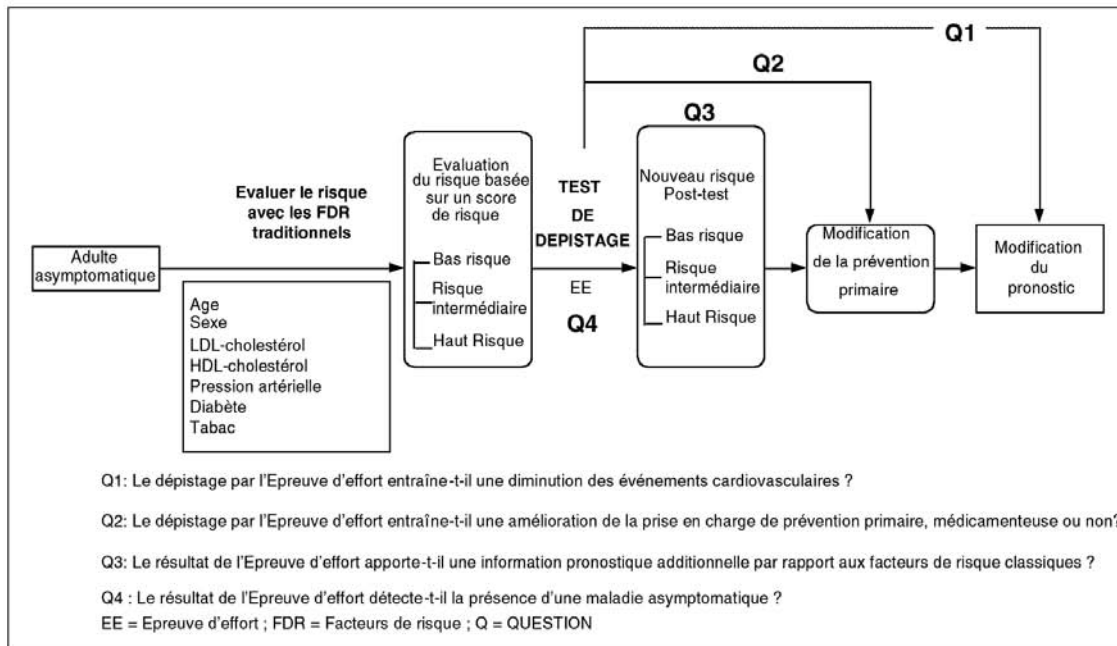 Q1
Q2
Q3
Evaluer le risque
avec les FDR
traditionnels
Adulte
asymptomatique
Age
Sexe
LDL-cholestérol
HDL-cholestérol
Pression artérielle
Diabète
Tabac
Evaluation
du risque basée
sur un score
de risque
Bas risque
Risque
intermédiaire
Haut Risque
TEST
DE
DEPISTAGE
EE
Q4
Nouveau risque
Post-test
Bas risque
Risque
intermédiaire
Haut Risque
Modification
de la prévention
primaire
Modification
du
pronostic
Q1: Le dépistage par l'Epreuve d'effort entraîne-t-il une diminution des événements cardiovasculaires ?
Q2: Le dépistage par l'Epreuve d'effort entraîne-t-il une amélioration de la prise en charge de prévention primaire, médicamenteuse ou non?
Q3: Le résultat de l'Epreuve d'effort apporte-t-il une information pronostique additionnelle par rapport aux facteurs de risque classiques ?
Q4 : Le résultat de l'Epreuve d'effort détecte-t-il la présence d'une maladie asymptomatique ?
EE = Epreuve d'effort ; FDR = Facteurs de risque ; Q = QUESTION